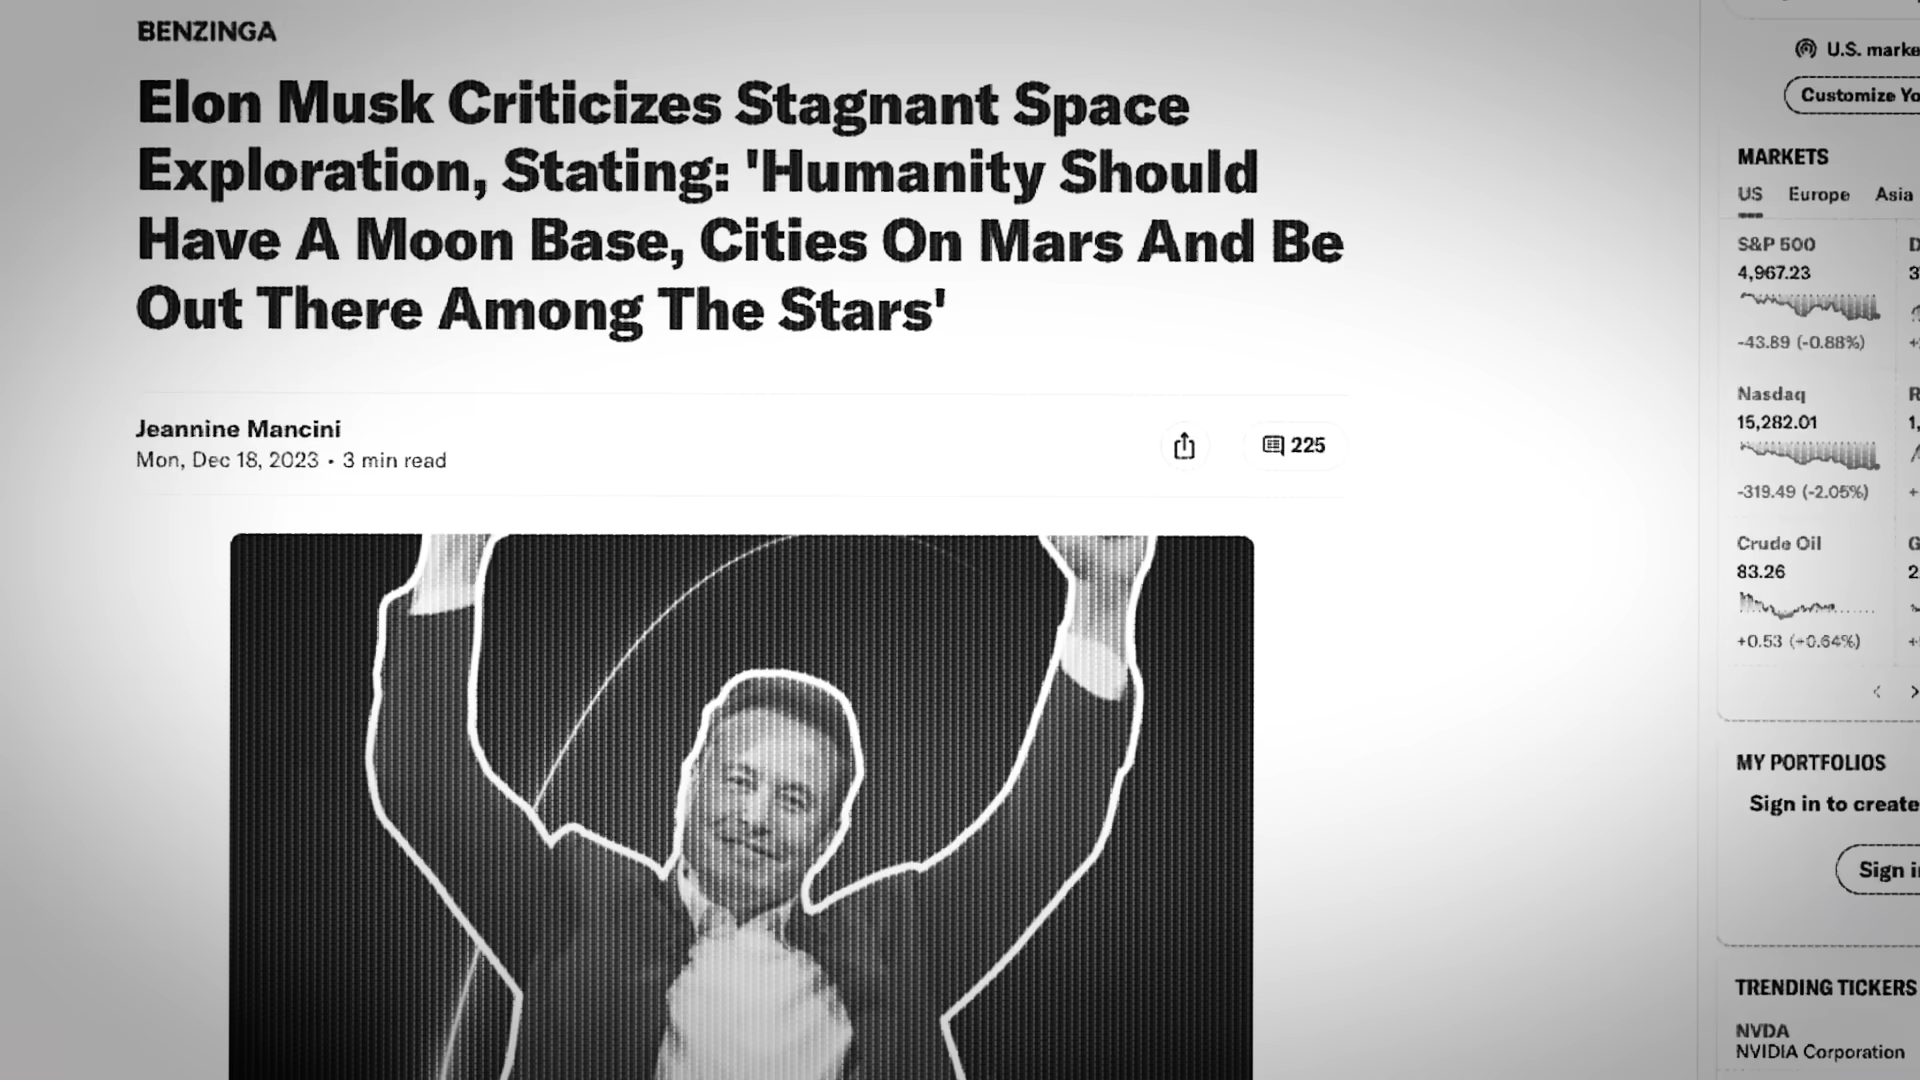 BENZINGA
Elon Musk Criticizes Stagnant Space
Exploration, Stating: 'Humanity Should
Have A Moon Base, Cities On Mars And Be
Out There Among The Stars'
Jeannine Mancini
Mon, Dec 18, 2023 • 3 min read
225
U.S. marke
Customize Yo
MARKETS
US Europe Asia
S&P 500
4,967.23
-43.89 (-0.88%)
Nasdaq
15,282.01
-319.49 (-2.05%)
Crude Oil
83.26
+0.53 (+0.64%)
MY PORTFOLIOS
Sign in to create
Sign i
TRENDING TICKERS
NVDA
NVIDIA Corporation